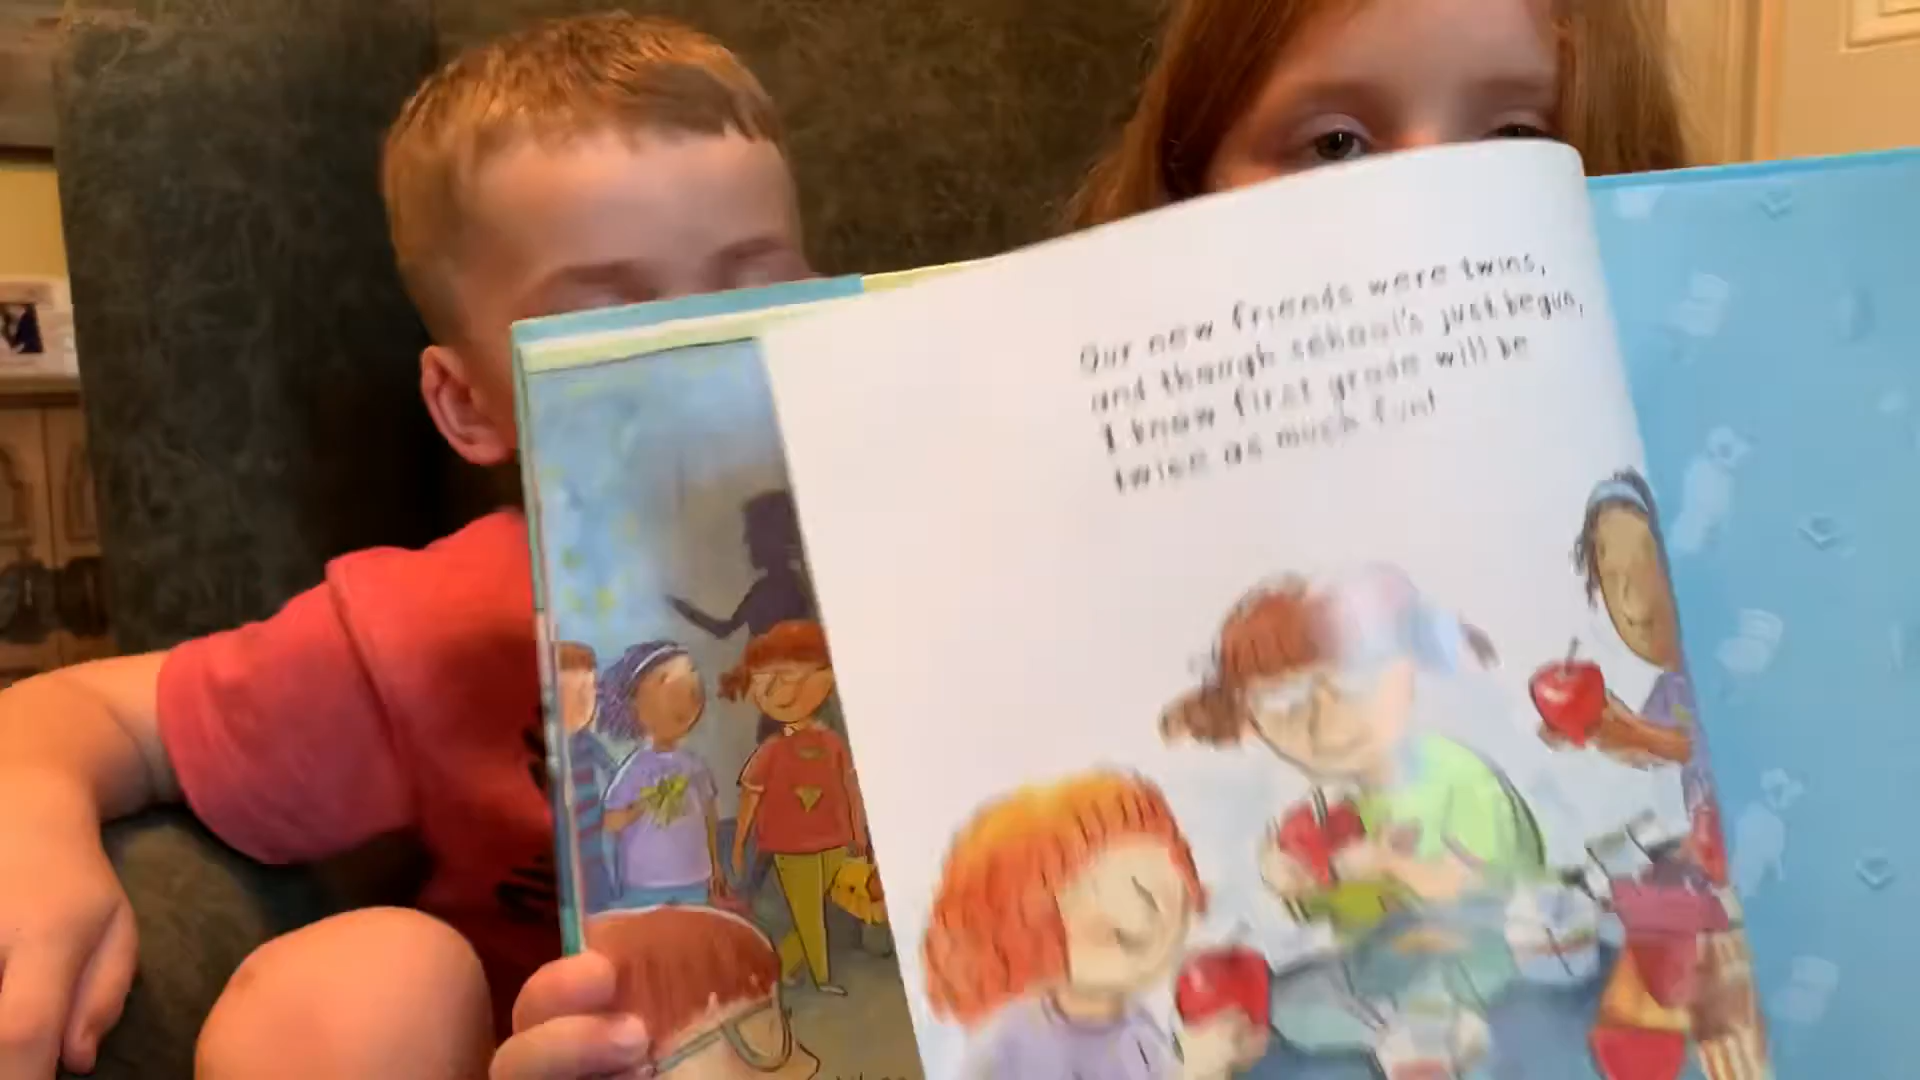 Our new friends were twins,
and though school's just begun,
I know first grade will be
twice as much fun!